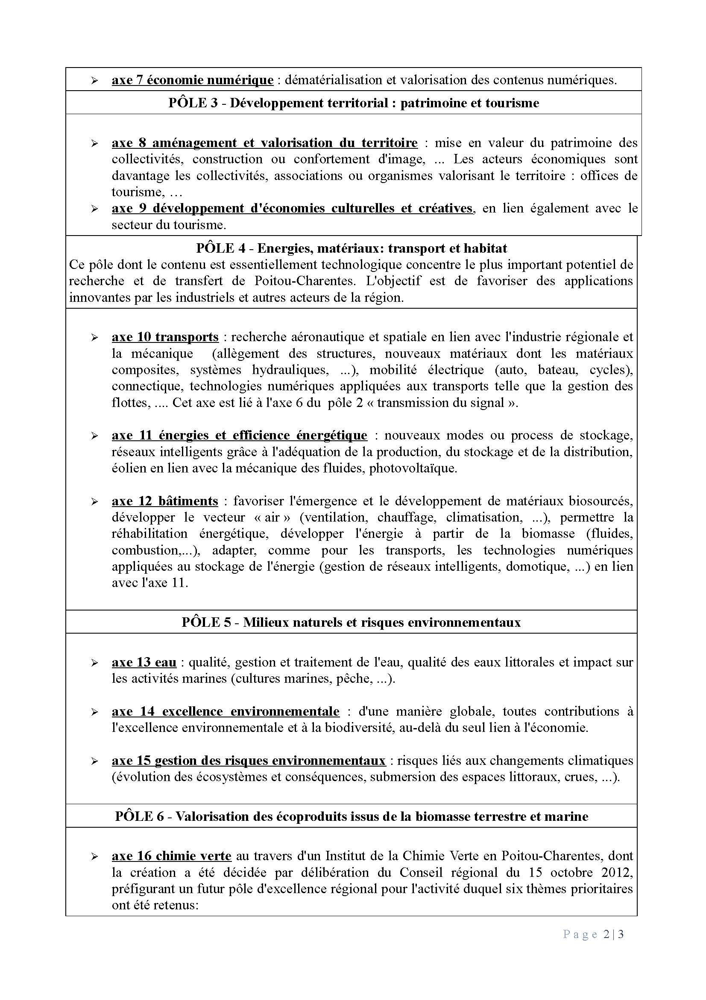 ➢ axe 7 économie numérique : dématérialisation et valorisation des contenus numériques.
PÔLE 3 - Développement territorial : patrimoine et tourisme
➢ axe 8 aménagement et valorisation du territoire : mise en valeur du patrimoine des
collectivités, construction ou confortement d'image, ... Les acteurs économiques sont
davantage les collectivités, associations ou organismes valorisant le territoire : offices de
tourisme, …
➢ axe 9 développement d'économies culturelles et créatives, en lien également avec le
secteur du tourisme.
PÔLE 4 - Energies, matériaux: transport et habitat
Ce pôle dont le contenu est essentiellement technologique concentre le plus important potentiel de
recherche et de transfert de Poitou-Charentes. L'objectif est de favoriser des applications
innovantes par les industriels et autres acteurs de la région.
➢ axe 10 transports : recherche aéronautique et spatiale en lien avec l'industrie régionale et
la mécanique (allègement des structures, nouveaux matériaux dont les matériaux
composites, systèmes hydrauliques, ...), mobilité électrique (auto, bateau, cycles),
connectique, technologies numériques appliquées aux transports telle que la gestion des
flottes, .... Cet axe est lié à l'axe 6 du pôle 2 « transmission du signal ».
➢ axe 11 énergies et efficience énergétique : nouveaux modes ou process de stockage,
réseaux intelligents grâce à l'adéquation de la production, du stockage et de la distribution,
éolien en lien avec la mécanique des fluides, photovoltaïque.
➢ axe 12 bâtiments : favoriser l'émergence et le développement de matériaux biosourcés,
développer le vecteur « air » (ventilation, chauffage, climatisation, ...), permettre la
réhabilitation énergétique, développer l'énergie à partir de la biomasse (fluides,
combustion,...), adapter, comme pour les transports, les technologies numériques
appliquées au stockage de l'énergie (gestion de réseaux intelligents, domotique, ...) en lien
avec l'axe 11.
PÔLE 5 - Milieux naturels et risques environnementaux
➢ axe 13 eau : qualité, gestion et traitement de l'eau, qualité des eaux littorales et impact sur
les activités marines (cultures marines, pêche, ...).
➢ axe 14 excellence environnementale : d'une manière globale, toutes contributions à
l'excellence environnementale et à la biodiversité, au-delà du seul lien à l'économie.
➢ axe 15 gestion des risques environnementaux : risques liés aux changements climatiques
(évolution des écosystèmes et conséquences, submersion des espaces littoraux, crues, ...).
PÔLE 6 - Valorisation des écoproduits issus de la biomasse terrestre et marine
➢ axe 16 chimie verte au travers d'un Institut de la Chimie Verte en Poitou-Charentes, dont
la création a été décidée par délibération du Conseil régional du 15 octobre 2012,
préfigurant un futur pôle d'excellence régional pour l'activité duquel six thèmes prioritaires
ont été retenus:
Page 2|3